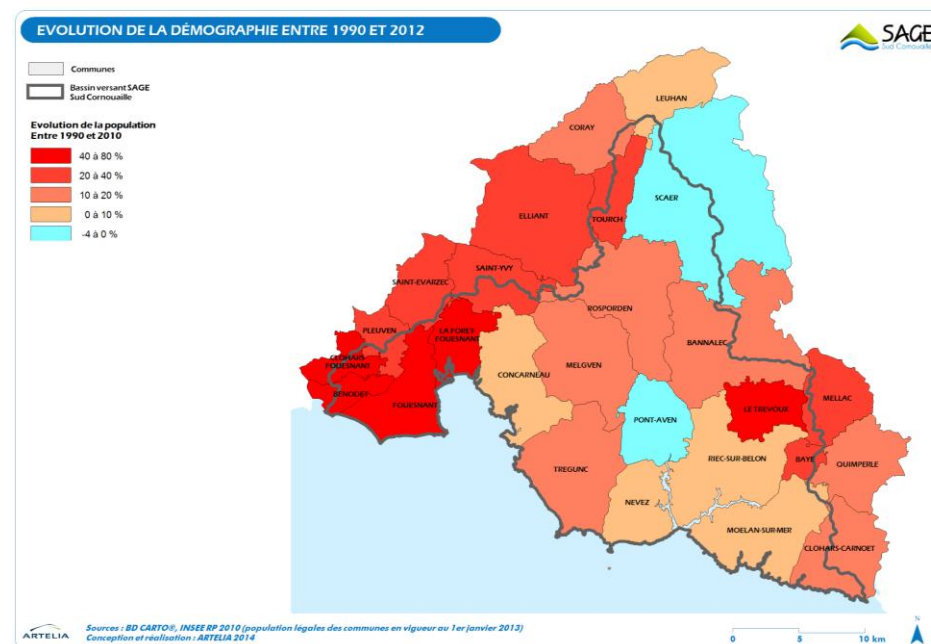 EVOLUTION DE LA DÉMOGRAPHIE ENTRE 1990 ET 2012
SAGE
Sud Cornouaille
Communes
Bassin versant SAGE
Sud Cornouaille
Evolution de la population
Entre 1990 et 2010
40 à 80 %
20 à 40 %
10 à 20 %
0 à 10 %
-4 à 0 %
LEUHAN
CORAY
SCAER
ELLIANT
TOURCH
SAINT-YVY
SAINT-EVARZEC
ROSPORDEN
PLEUVEN
LA FORET-
FOUESNANT
BANNALEC
CLOHARS-
FOUESNANT
MELGVEN
CONCARNEAU
BENODET
MELLAC
FOUESNANT
LE TREVOUX
PONT-AVEN
RIEC-SUR-BELON
BAYE
QUIMPERLE
TREGUNC
NEVEZ
MOELAN-SUR-MER
CLOHARS-CARNOET
ARTELIA
Sources : BD CARTO®, INSEE RP 2010 (population légales des communes en vigueur au 1er janvier 2013)
Conception et réalisation : ARTELIA 2014
0 5 10 km